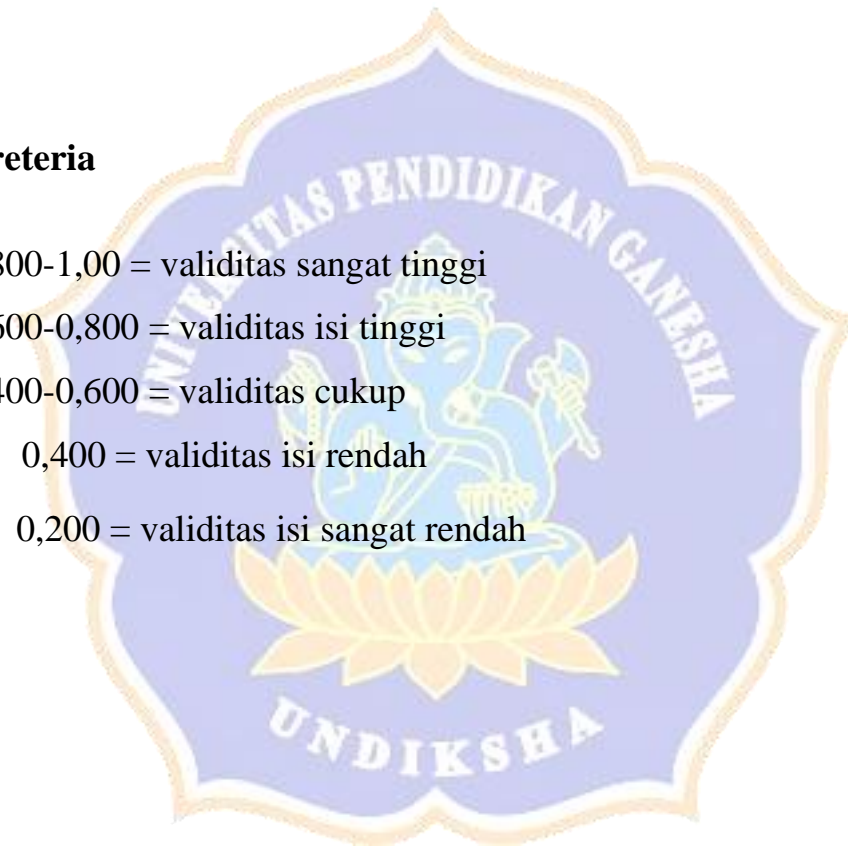 reteria
800-1,00 = validitas sangat tinggi
600-0,800 = validitas isi tinggi
400-0,600 = validitas cukup
0,400 = validitas isi rendah
0,200 = validitas isi sangat rendah
UNIVERSITAS PENDIDIKAN GANESHA
UNDIKSHA